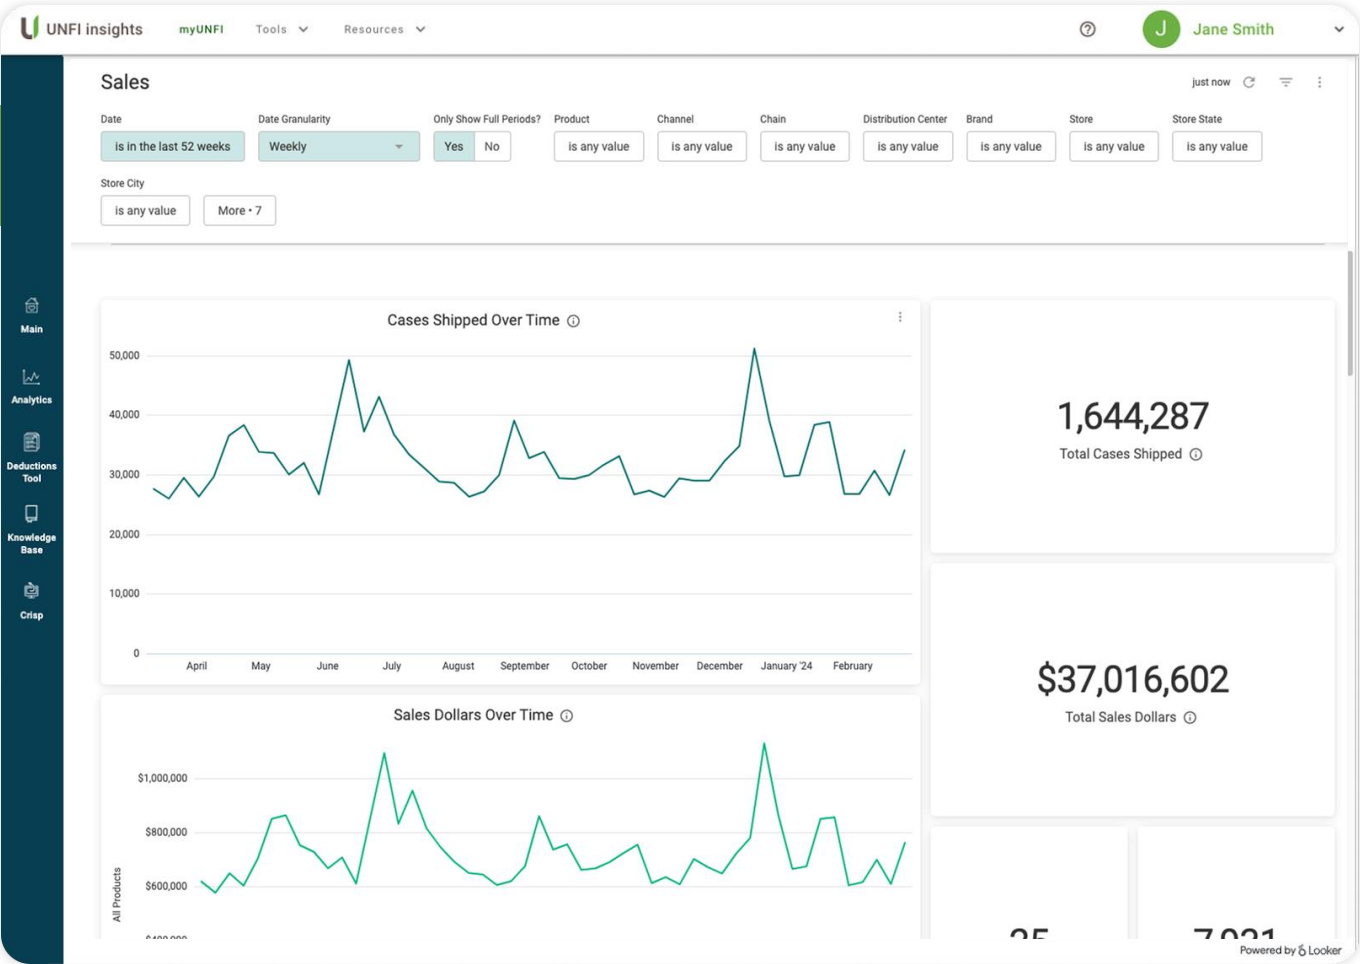 UNFI insights
myUNFI
Tools
Resources
J
Jane Smith
Sales
just now
Date
Date Granularity
Only Show Full Periods?
Product
Channel
Chain
Distribution Center
Brand
Store
Store State
is in the last 52 weeks
Weekly
Yes
No
is any value
is any value
is any value
is any value
is any value
is any value
is any value
Store City
is any value
More • 7
Main
Analytics
Deductions
Tool
Knowledge
Base
Crisp
Cases Shipped Over Time
50,000
40,000
30,000
20,000
10,000
0
April
May
June
July
August
September
October
November
December
January '24
February
1,644,287
Total Cases Shipped
$37,016,602
Total Sales Dollars
Sales Dollars Over Time
$1,000,000
$800,000
$600,000
All Products
Powered by Looker